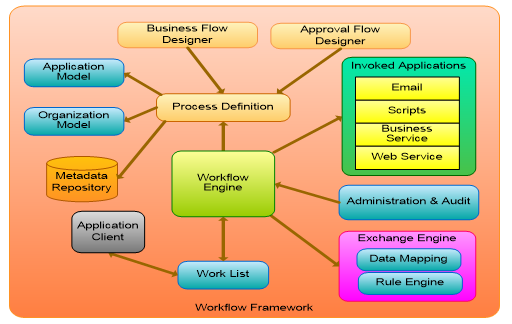 Business Flow
Designer
Approval Flow
Designer
Application
Model
Invoked Applications
Email
Process Definition
Organization
Model
Scripts
Business
Service
Web Service
Metadata
Repository
Workflow
Engine
Administration & Audit
Application
Client
Exchange Engine
Data Mapping
Work List
Rule Engine
Workflow Framework